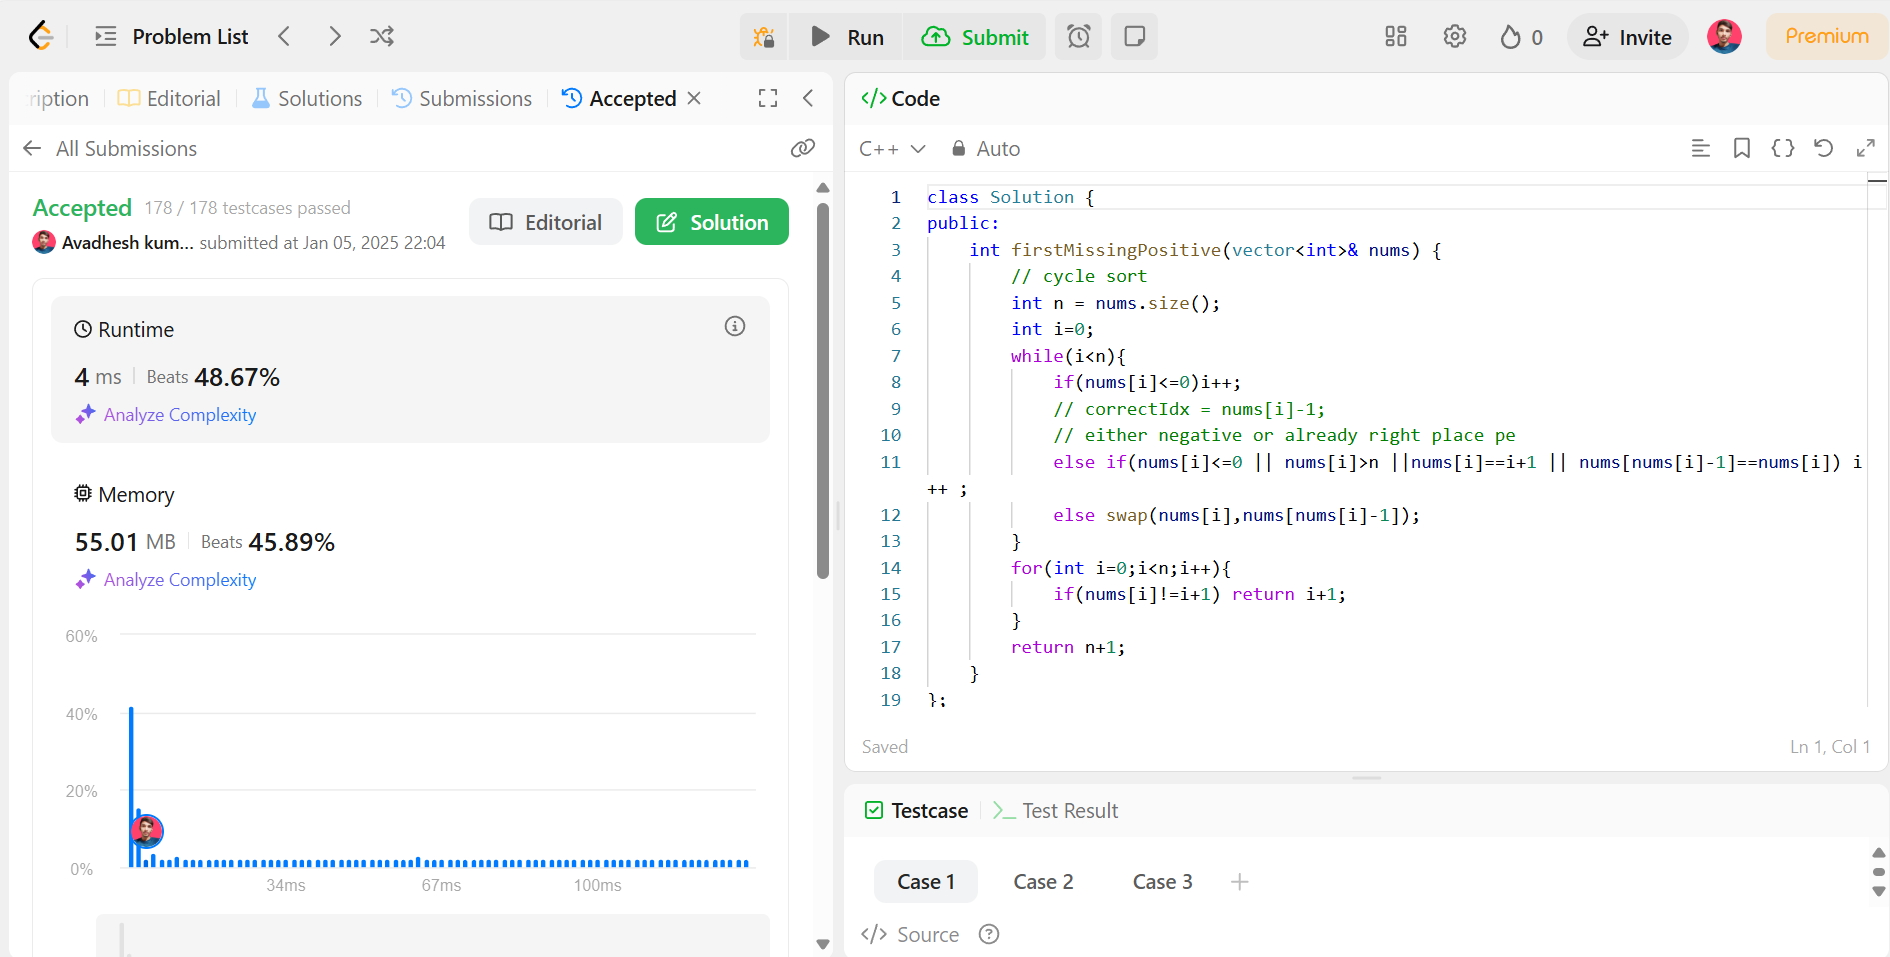 Problem List
Run
Submit
0
Invite
Premium
ription
Editorial
Solutions
Submissions
Accepted
All Submissions
Accepted 178 / 178 testcases passed
Avadhesh kum... submitted at Jan 05, 2025 22:04
Editorial
Solution
Runtime
4 ms Beats 48.67%
Analyze Complexity
Memory
55.01 MB Beats 45.89%
Analyze Complexity
60%
40%
20%
0%
34ms 67ms 100ms
</> Code
C++ Auto
1 class Solution {
2 public:
3     int firstMissingPositive(vector<int>& nums) {
4         // cycle sort
5         int n = nums.size();
6         int i=0;
7         while(i<n){
8             if(nums[i]<=0)i++;
9             // correctIdx = nums[i]-1;
10             // either negative or already right place pe
11             else if(nums[i]<=0 || nums[i]>n ||nums[i]==i+1 || nums[nums[i]-1]==nums[i]) i
++ ;
12             else swap(nums[i],nums[nums[i]-1]);
13         }
14         for(int i=0;i<n;i++){
15             if(nums[i]!=i+1) return i+1;
16         }
17         return n+1;
18     }
19 };
Saved
Ln 1, Col 1
Testcase
Test Result
Case 1 Case 2 Case 3 +
</> Source